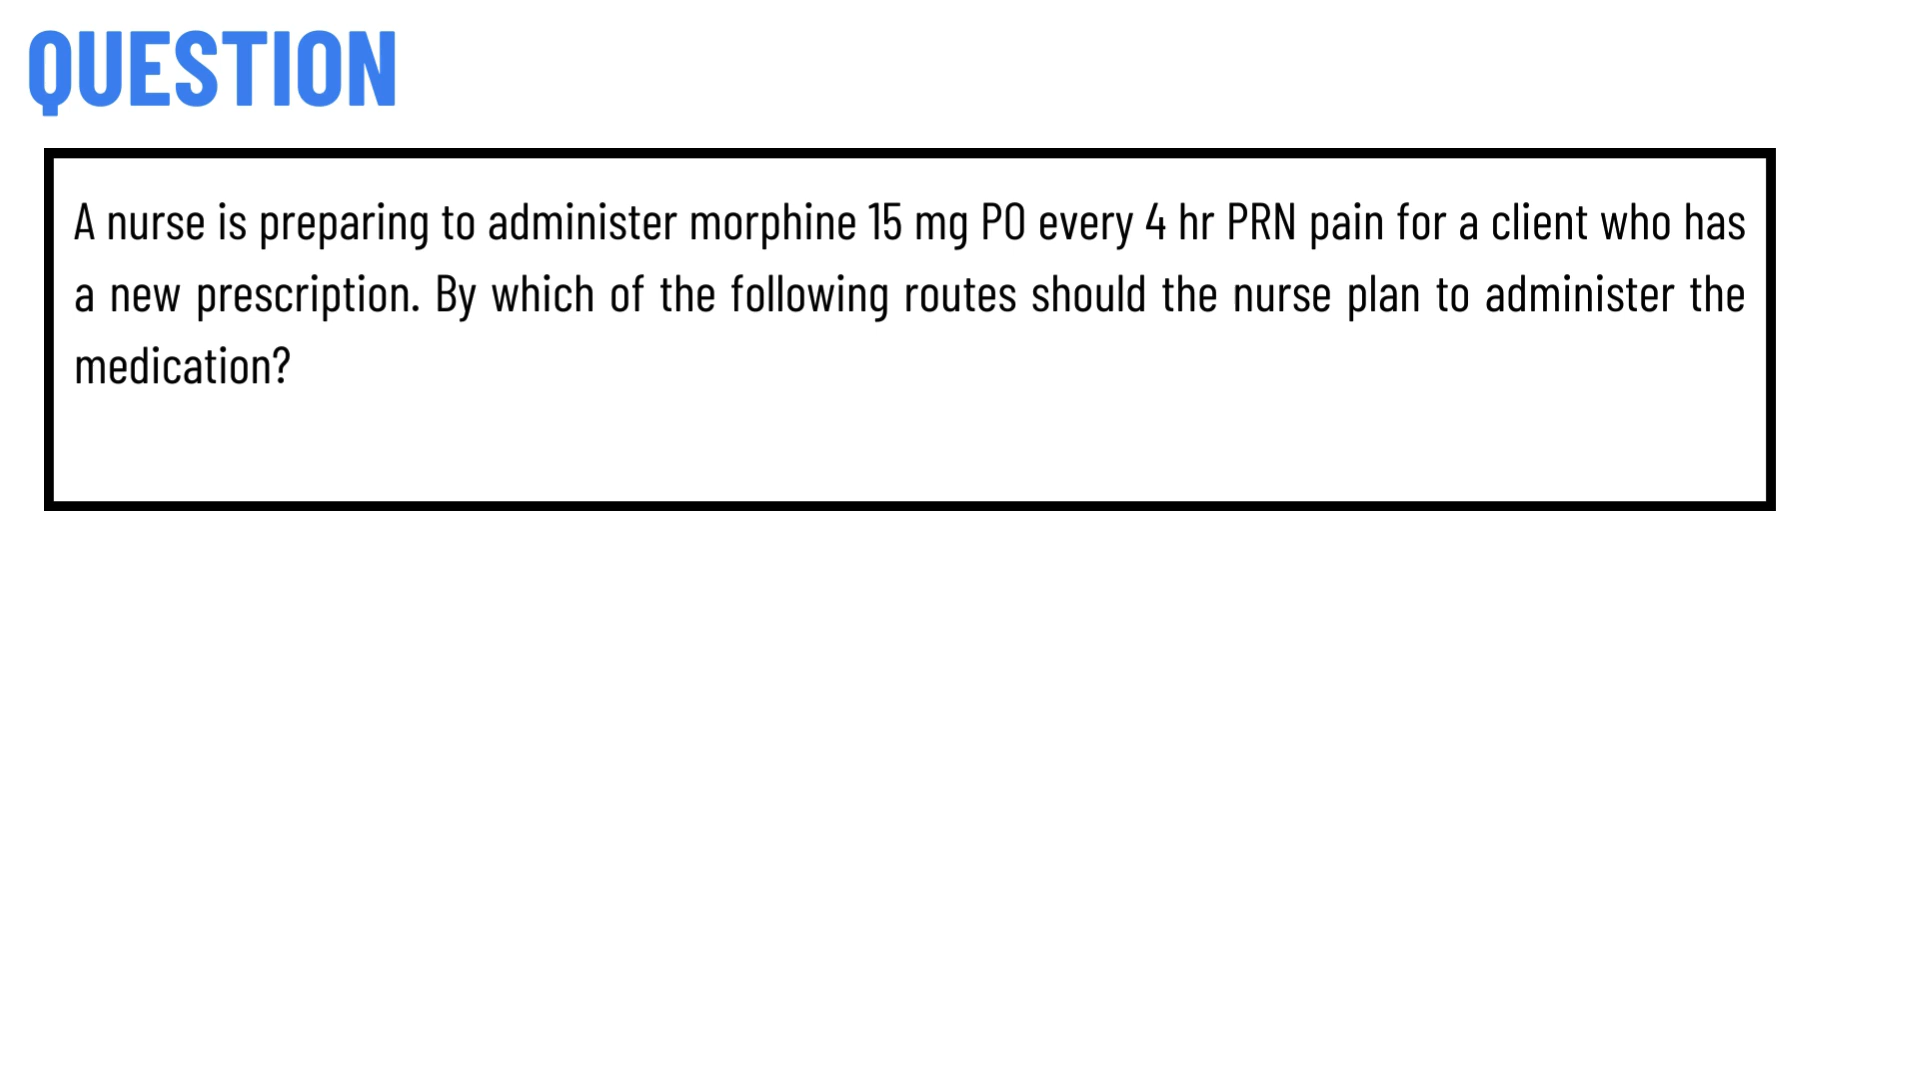 QUESTION
A nurse is preparing to administer morphine 15 mg PO every 4 hr PRN pain for a client who has
a new prescription. By which of the following routes should the nurse plan to administer the
medication?